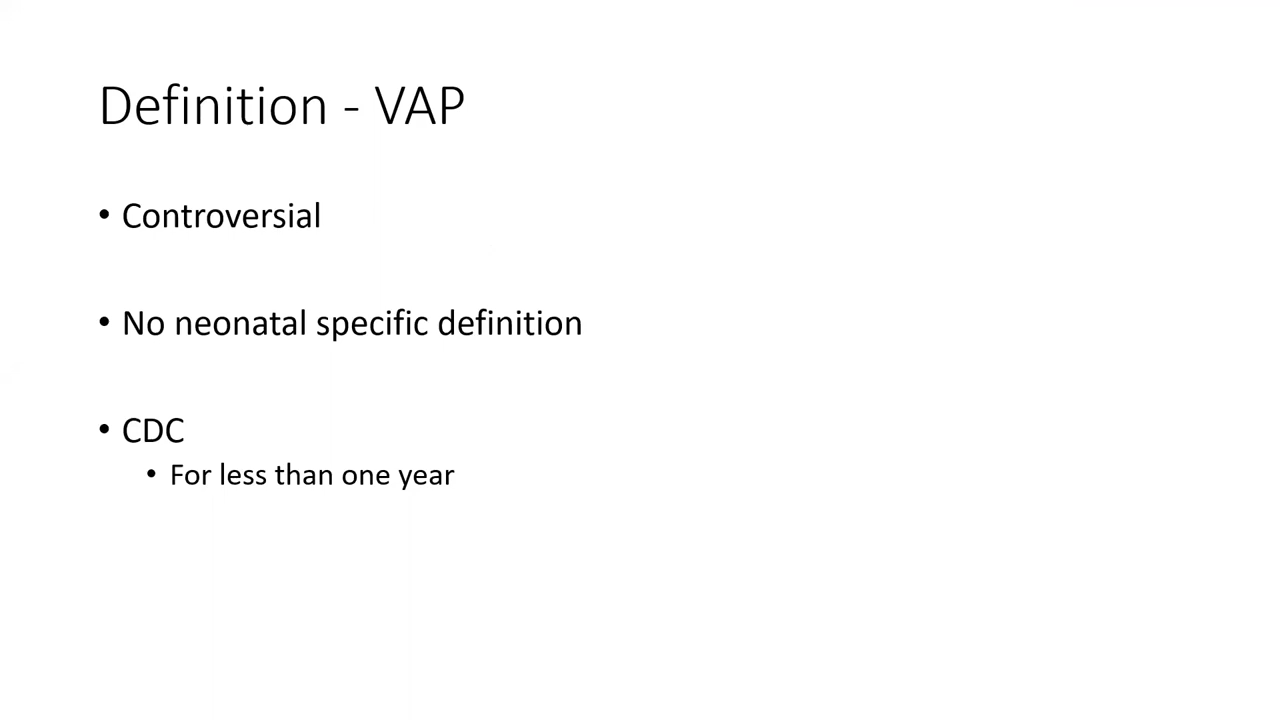 Definition - VAP
• Controversial
• No neonatal specific definition
• CDC
• For less than one year